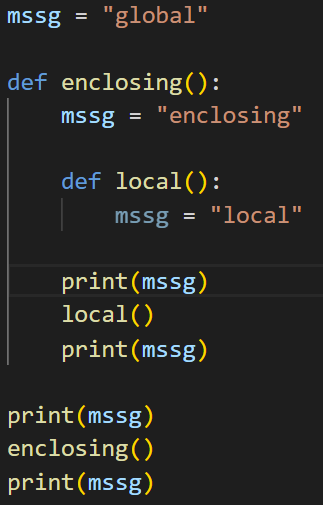 mssg = "global"

def enclosing():
    mssg = "enclosing"

    def local():
        mssg = "local"

    print(mssg)
    local()
    print(mssg)

print(mssg)
enclosing()
print(mssg)